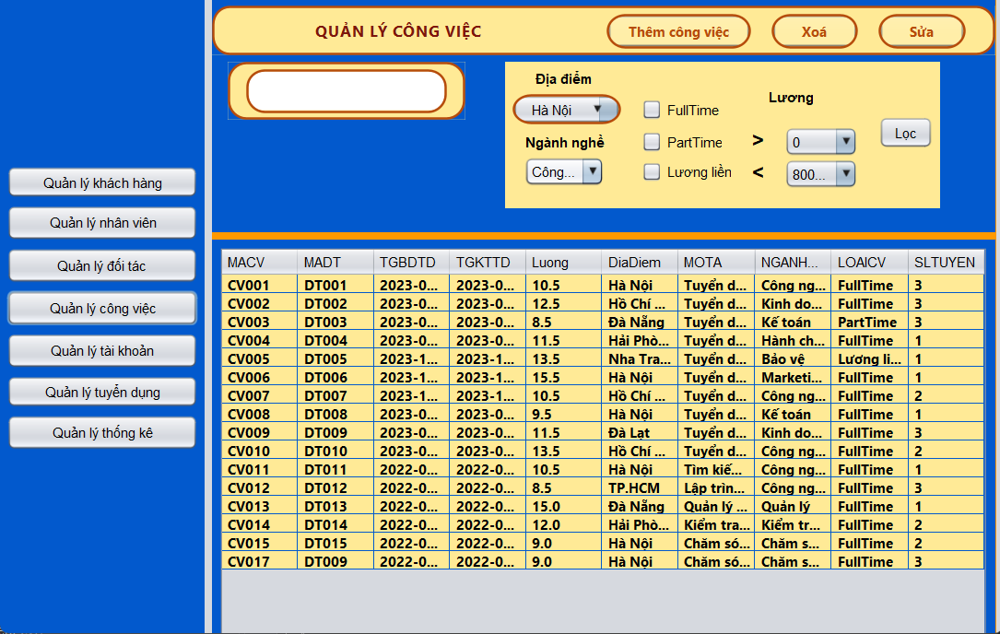 QUẢN LÝ CÔNG VIỆC Thêm công việc Xoá Sửa
Địa điểm
Hà Nội
Ngành nghề
Công...
FullTime
PartTime
Lương liền
Lương
> 0
< 800...
Lọc
Quản lý khách hàng
Quản lý nhân viên
Quản lý đối tác
Quản lý công việc
Quản lý tài khoản
Quản lý tuyển dụng
Quản lý thống kê
MACV MADT TGBDTD TGKTTD Luong DiaDiem MOTA NGANH... LOAICV SLTUYEN
CV001 DT001 2023-0... 2023-0... 10.5 Hà Nội Tuyển d... Công ng... FullTime 3
CV002 DT002 2023-0... 2023-0... 12.5 Hồ Chí ... Tuyển d... Kinh do... FullTime 3
CV003 DT003 2023-0... 2023-0... 8.5 Đà Nẵng Tuyển d... Kế toán PartTime 3
CV004 DT004 2023-0... 2023-0... 11.5 Hải Phò... Tuyển d... Hành ch... FullTime 1
CV005 DT005 2023-1... 2023-1... 13.5 Nha Tra... Tuyển d... Bảo vệ Lương li... 1
CV006 DT006 2023-1... 2023-1... 15.5 Hà Nội Tuyển d... Marketi... FullTime 1
CV007 DT007 2023-1... 2023-1... 10.5 Hồ Chí ... Tuyển d... Công ng... FullTime 2
CV008 DT008 2023-0... 2023-0... 9.5 Hà Nội Tuyển d... Kế toán FullTime 1
CV009 DT009 2023-0... 2023-0... 11.5 Đà Lạt Tuyển d... Kinh do... FullTime 3
CV010 DT010 2023-0... 2023-0... 13.5 Hồ Chí ... Tuyển d... Công ng... FullTime 2
CV011 DT011 2022-0... 2022-0... 10.5 Hà Nội Tìm kiế... Công ng... FullTime 1
CV012 DT012 2022-0... 2022-0... 8.5 TP.HCM Lập trìn... Công ng... FullTime 3
CV013 DT013 2022-0... 2022-0... 15.0 Đà Nẵng Quản lý ... Quản lý FullTime 1
CV014 DT014 2022-0... 2022-0... 12.0 Hải Phò... Kiểm tra... Kiểm tr... FullTime 2
CV015 DT015 2022-0... 2022-0... 9.0 Hà Nội Chăm só... Chăm s... FullTime 2
CV017 DT009 2022-0... 2022-0... 9.0 Hà Nội Chăm só... Chăm s... FullTime 3